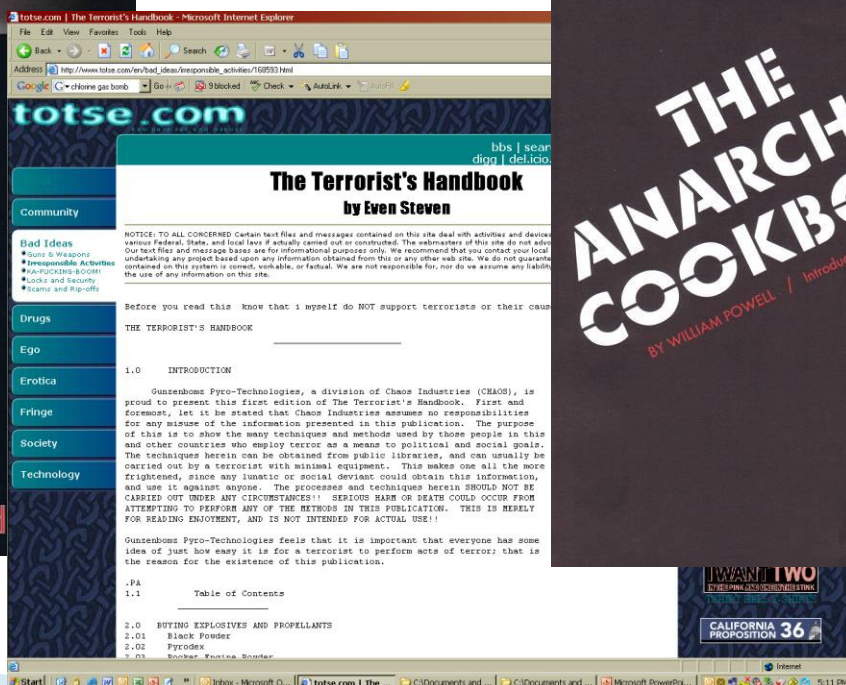 totse.com | The Terrorist's Handbook - Microsoft Internet Explorer
File Edit View Favorites Tools Help
Back Search
Address http://www.totse.com/en/bad_ideas/irresponsible_activities/168593.html
Google chlorine gas bomb Go 9 blocked Check AutoLink AutoFill
totse.com
bbs | sear
digg | del.icio.
The Terrorist's Handbook
by Even Steven
Community
Bad Ideas
Guns & Weapons
Irresponsible Activities
KA-FUCKING-BOOM!
Locks and Security
Scams and Rip-offs
Drugs
Ego
Erotica
Fringe
Society
Technology
NOTICE: TO ALL CONCERNED Certain text files and messages contained on this site deal with activities and devices
various Federal, State, and local laws if actually carried out or constructed. The webmasters of this site do not advo
Our text files and message bases are for informational purposes only. We recommend that you contact your local
undertaking any project based upon any information obtained from this or any other web site. We do not guarante
contained on this system is correct, workable, or factual. We are not responsible for, nor do we assume any liability
the use of any information on this site.
Before you read this know that i myself do NOT support terrorists or their caus
THE TERRORIST'S HANDBOOK
1.0 INTRODUCTION
Gunzenbomz Pyro-Technologies, a division of Chaos Industries (CHAOS), is
proud to present this first edition of The Terrorist's Handbook. First and
foremost, let it be stated that Chaos Industries assumes no responsibilities
for any misuse of the information presented in this publication. The purpose
of this is to show the many techniques and methods used by those people in this
and other countries who employ terror as a means to political and social goals.
The techniques herein can be obtained from public libraries, and can usually be
carried out by a terrorist with minimal equipment. This makes one all the more
frightened, since any lunatic or social deviant could obtain this information,
and use it against anyone. The processes and techniques herein SHOULD NOT BE
CARRIED OUT UNDER ANY CIRCUMSTANCES!! SERIOUS HARM OR DEATH COULD OCCUR FROM
ATTEMPTING TO PERFORM ANY OF THE METHODS IN THIS PUBLICATION. THIS IS MERELY
FOR READING ENJOYMENT, AND IS NOT INTENDED FOR ACTUAL USE!!
Gunzenbomz Pyro-Technologies feels that it is important that everyone has some
idea of just how easy it is for a terrorist to perform acts of terror; that is
the reason for the existence of this publication.
.PA
1.1 Table of Contents
2.0 BUYING EXPLOSIVES AND PROPELLANTS
2.01 Black Powder
2.02 Pyrodex
2.03 Rocket Engine Powder
THE
ANARCH
COOKBO
BY WILLIAM POWELL / Introduc
I WANT TWO
CALIFORNIA
PROPOSITION 36
Internet
Start Inbox - Microsoft O... totse.com | The ... C:\Documents and ... C:\Documents and ... Microsoft PowerPoi... 5:11 PM